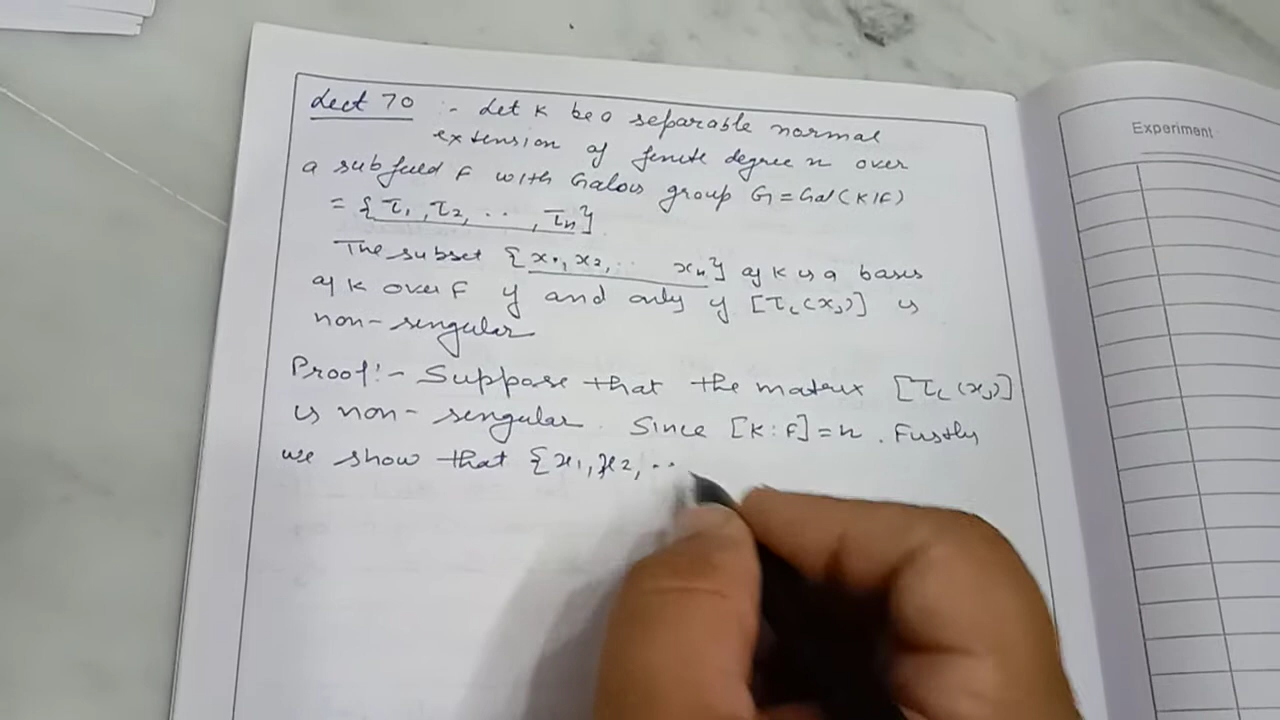 Lect 70 :- Let K be a separable normal
extension of finite degree n over
a subfield F with Galois group G = Gal(K/F)
= {τ₁, τ₂, ..., τₙ}
The subset {x₁, x₂, ... xₙ} of K is a basis
of K over F if and only if [τᵢ(xⱼ)] is
non-singular
Proof:- Suppose that the matrix [τᵢ(xⱼ)]
is non-singular. Since [K:F]=n. Firstly
we show that {x₁, x₂, ..
Experiment